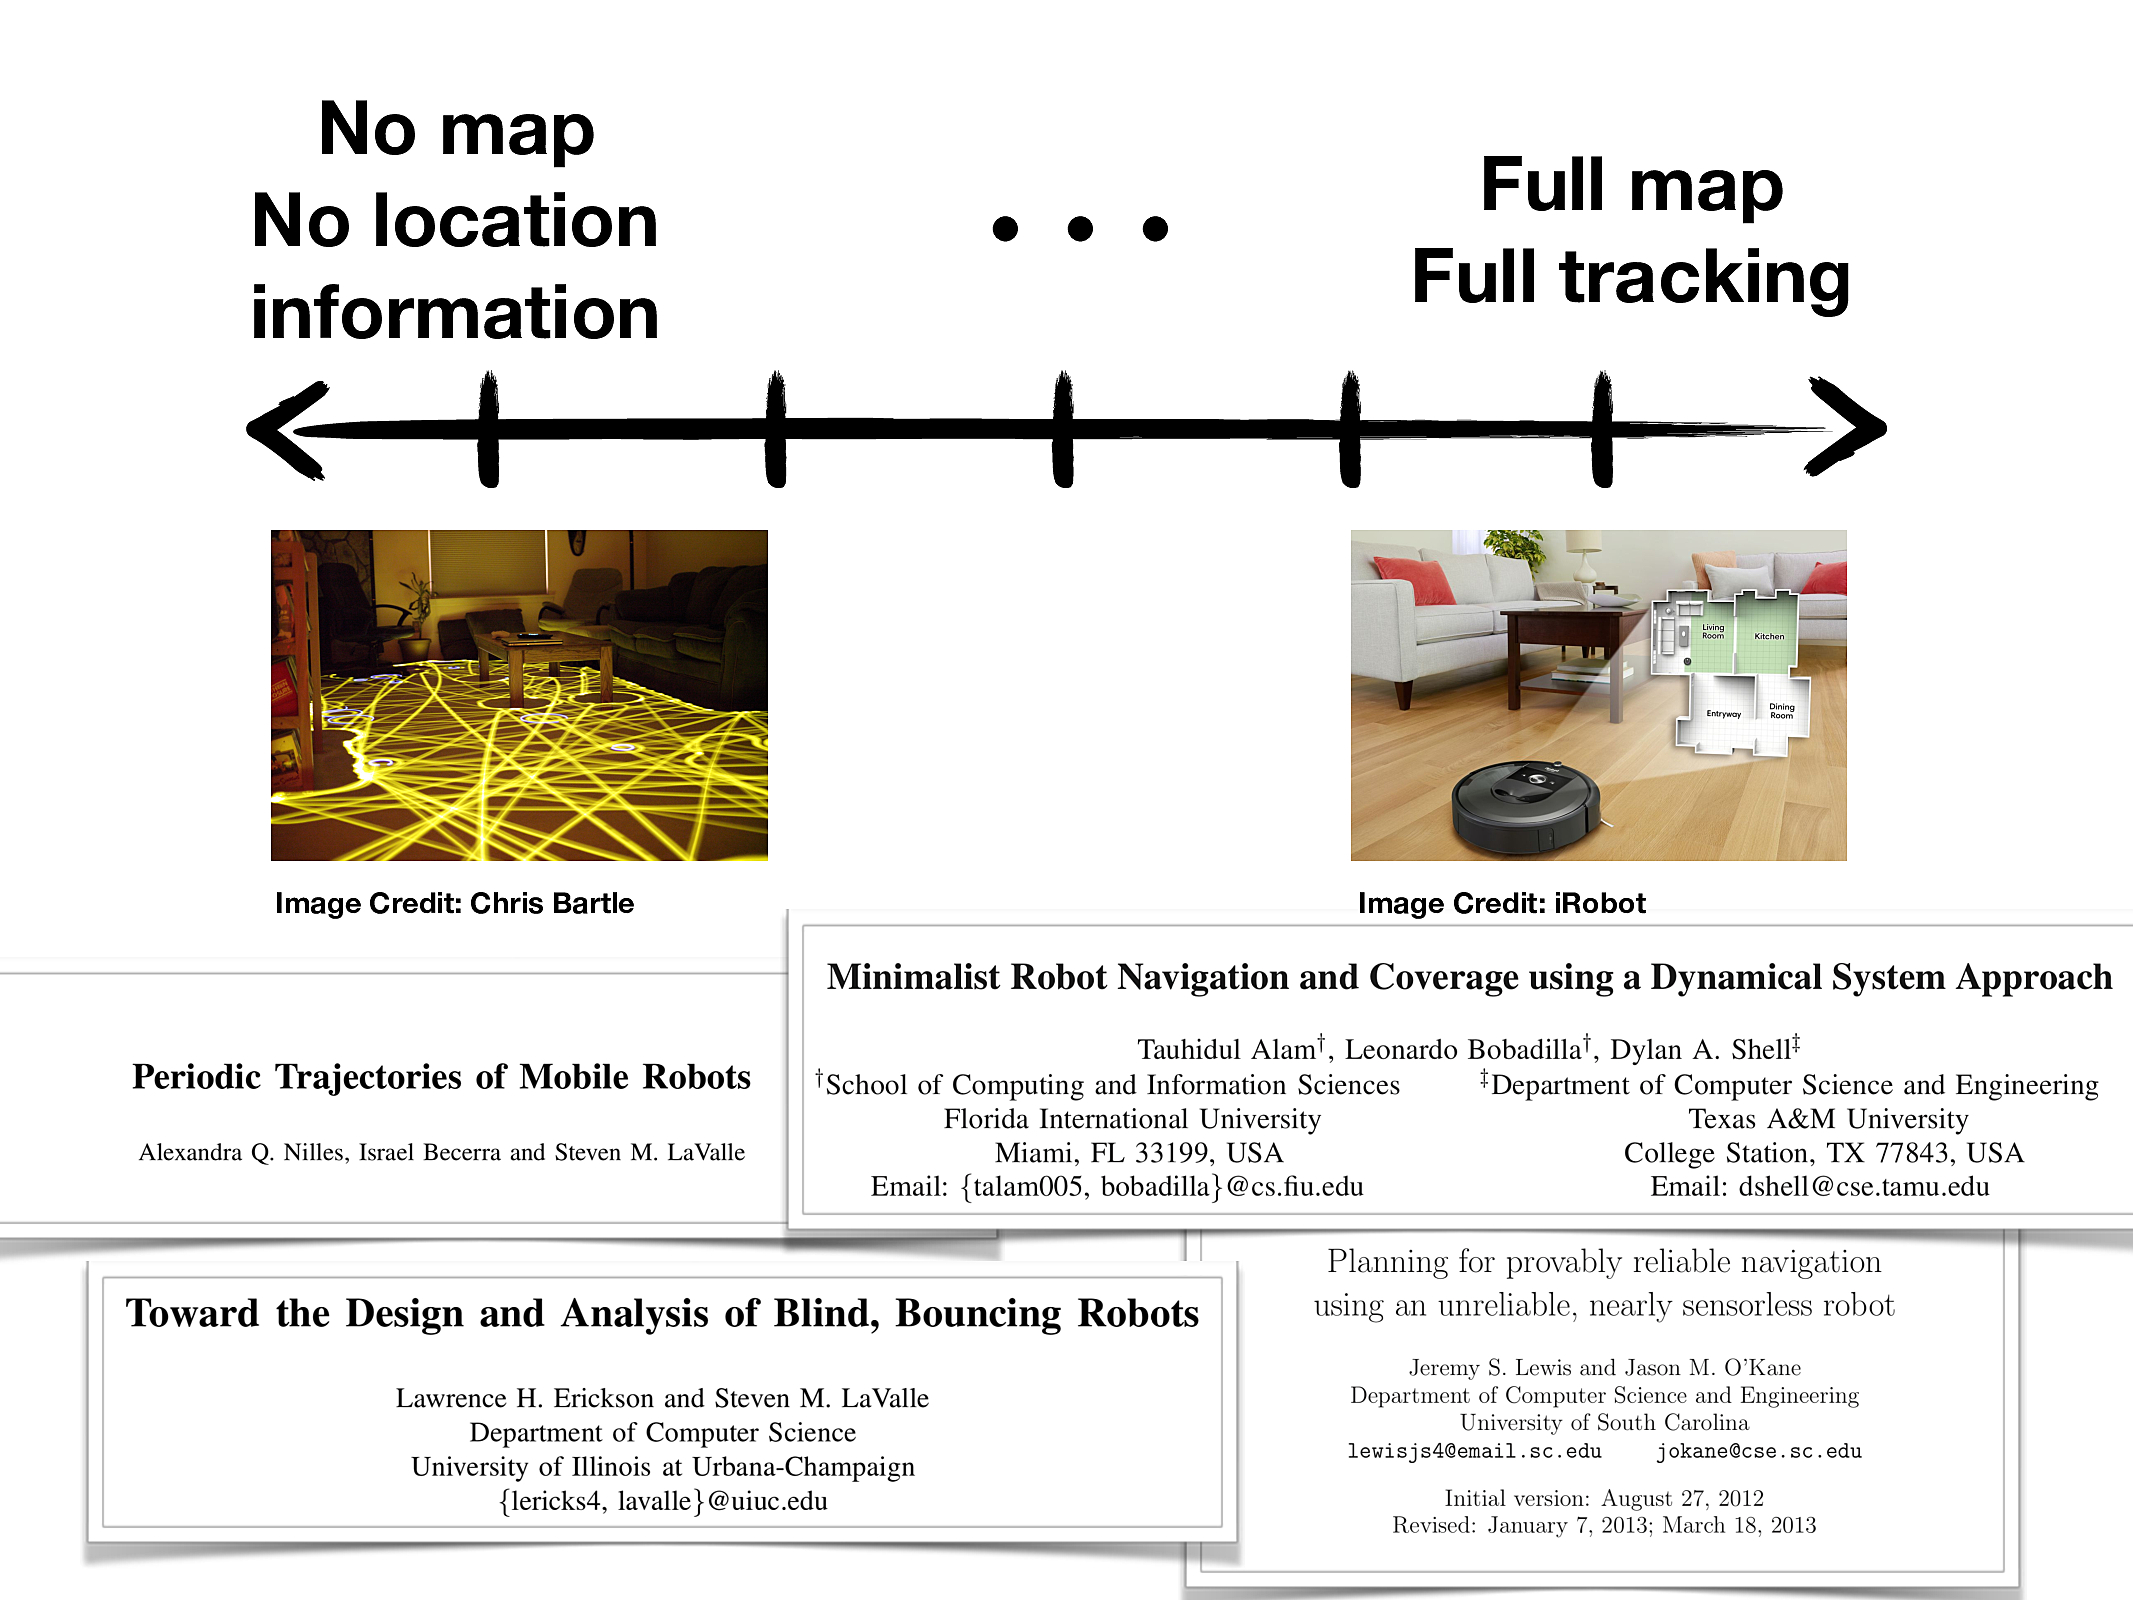 No map
No location
information
• • •
Full map
Full tracking
Living
Room
Kitchen
Entryway
Dining
Room
Image Credit: Chris Bartle
Image Credit: iRobot
Periodic Trajectories of Mobile Robots
Alexandra Q. Nilles, Israel Becerra and Steven M. LaValle
Minimalist Robot Navigation and Coverage using a Dynamical System Approach
Tauhidul Alam†, Leonardo Bobadilla†, Dylan A. Shell‡
†School of Computing and Information Sciences
Florida International University
Miami, FL 33199, USA
Email: {talam005, bobadilla}@cs.fiu.edu
‡Department of Computer Science and Engineering
Texas A&M University
College Station, TX 77843, USA
Email: dshell@cse.tamu.edu
Toward the Design and Analysis of Blind, Bouncing Robots
Lawrence H. Erickson and Steven M. LaValle
Department of Computer Science
University of Illinois at Urbana-Champaign
{lericks4, lavalle}@uiuc.edu
Planning for provably reliable navigation
using an unreliable, nearly sensorless robot
Jeremy S. Lewis and Jason M. O'Kane
Department of Computer Science and Engineering
University of South Carolina
lewisjs4@email.sc.edu jokane@cse.sc.edu
Initial version: August 27, 2012
Revised: January 7, 2013; March 18, 2013